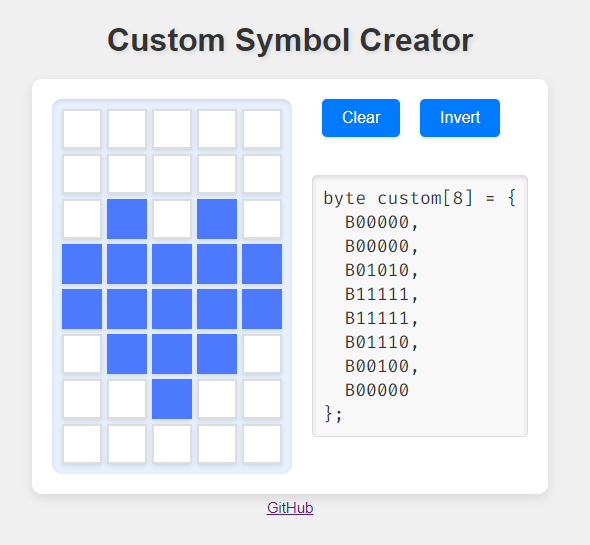 Custom Symbol Creator
Clear
Invert
byte custom[8] = {
  B00000,
  B00000,
  B01010,
  B11111,
  B11111,
  B01110,
  B00100,
  B00000
};
GitHub